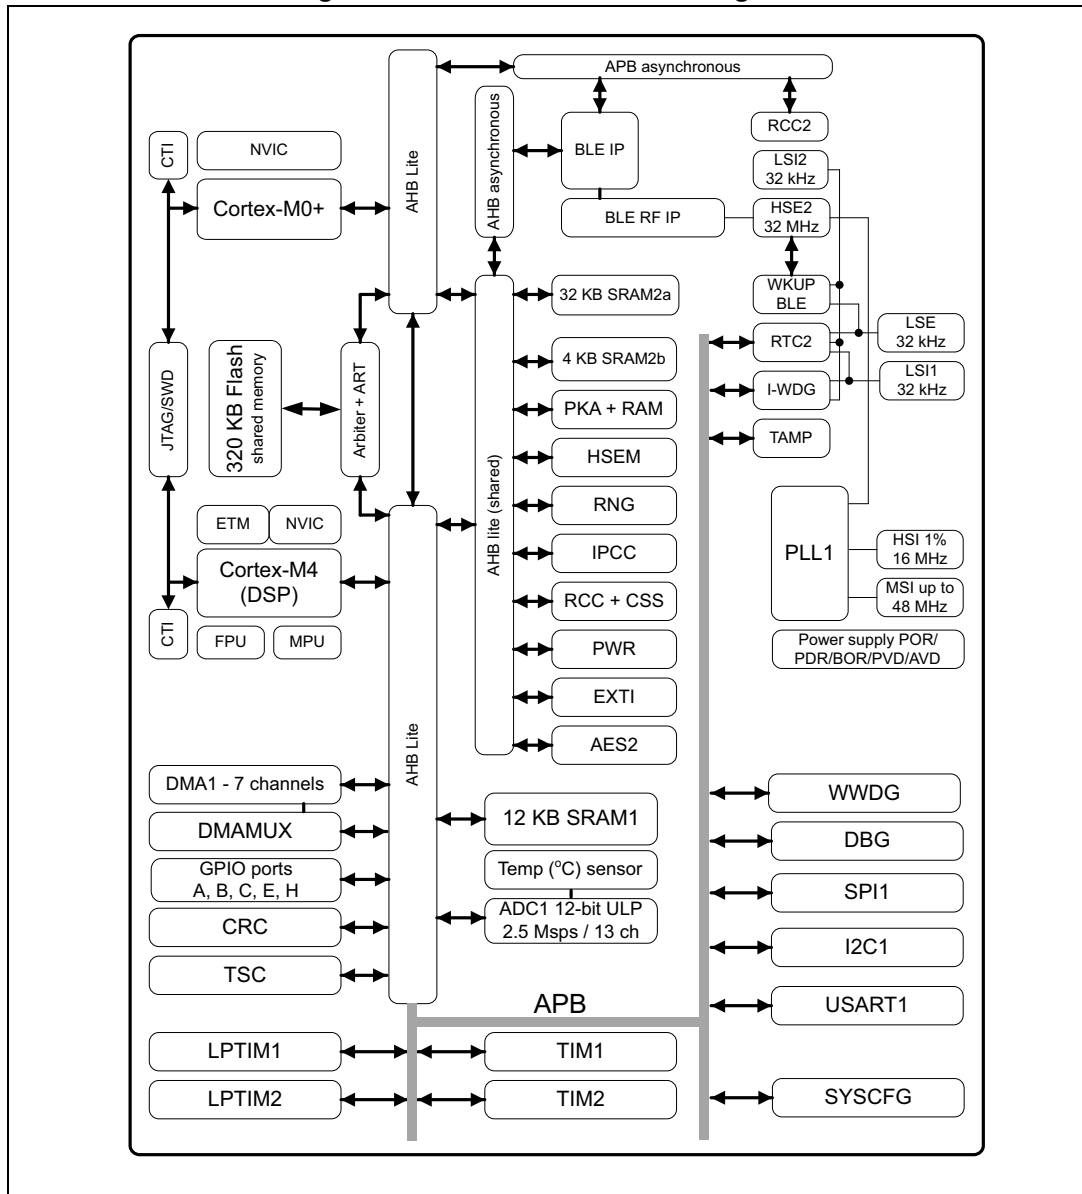 APB asynchronous
AHB Lite
AHB asynchronous
BLE IP
RCC2
CTI
NVIC
LSI2
32 kHz
Cortex-M0+
BLE RF IP
HSE2
32 MHz
32 KB SRAM2a
WKUP
BLE
LSE
32 kHz
RTC2
JTAG/SWD
320 KB Flash
shared memory
Arbiter + ART
4 KB SRAM2b
LSI1
32 kHz
I-WDG
PKA + RAM
TAMP
HSEM
AHB lite (shared)
RNG
ETM
NVIC
IPCC
PLL1
HSI 1%
16 MHz
Cortex-M4
(DSP)
RCC + CSS
MSI up to
48 MHz
CTI
FPU
MPU
PWR
Power supply POR/
PDR/BOR/PVD/AVD
EXTI
AHB Lite
AES2
DMA1 - 7 channels
WWDG
DMAMUX
12 KB SRAM1
DBG
GPIO ports
A, B, C, E, H
Temp (°C) sensor
SPI1
CRC
ADC1 12-bit ULP
2.5 Msps / 13 ch
I2C1
TSC
APB
USART1
LPTIM1
TIM1
LPTIM2
TIM2
SYSCFG